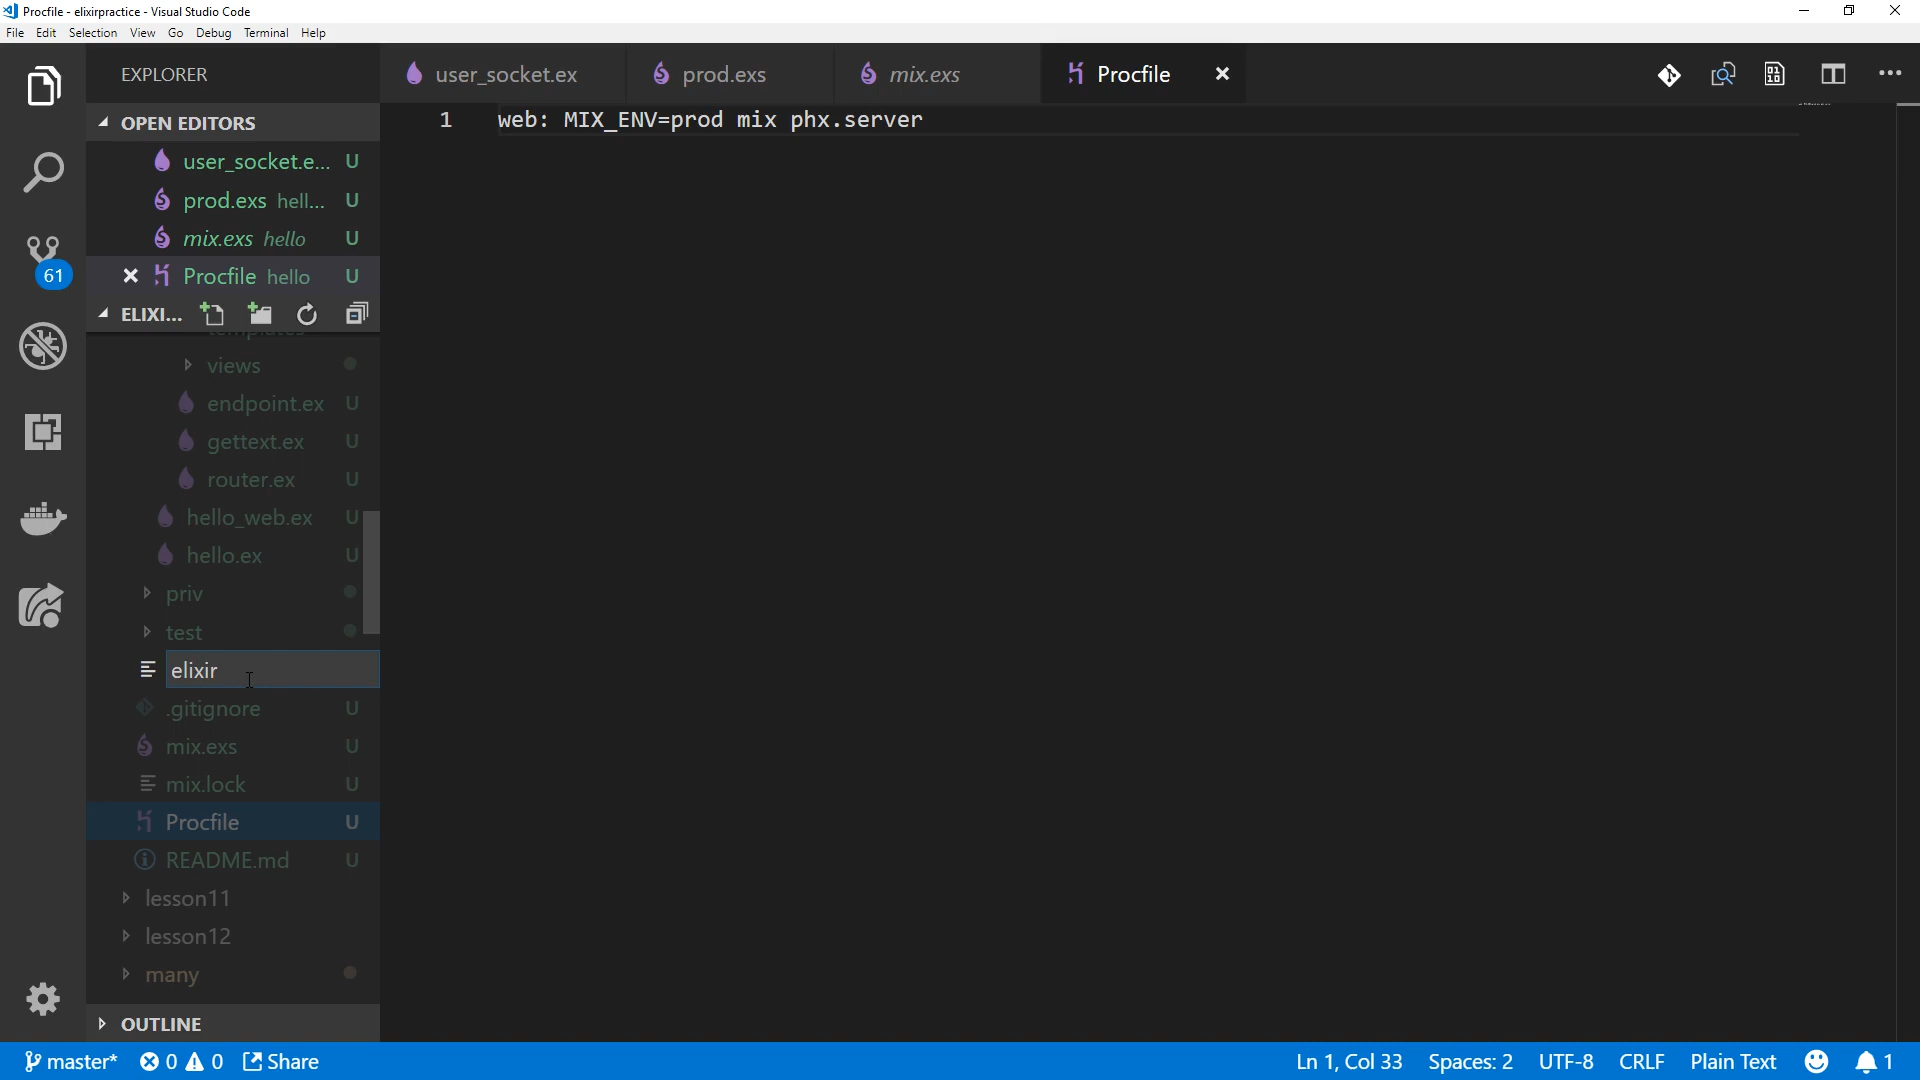 Procfile - elixirpractice - Visual Studio Code
File Edit Selection View Go Debug Terminal Help
EXPLORER
user_socket.ex
prod.exs
mix.exs
Procfile
OPEN EDITORS
1 web: MIX_ENV=prod mix phx.server
user_socket.e... U
prod.exs hell... U
mix.exs hello U
Procfile hello U
61
ELIXI...
templates
views
endpoint.ex U
gettext.ex U
router.ex U
hello_web.ex U
hello.ex U
priv
test
elixir
.gitignore U
mix.exs U
mix.lock U
Procfile U
README.md U
lesson11
lesson12
many
OUTLINE
master* 0 0 Share Ln 1, Col 33 Spaces: 2 UTF-8 CRLF Plain Text 1